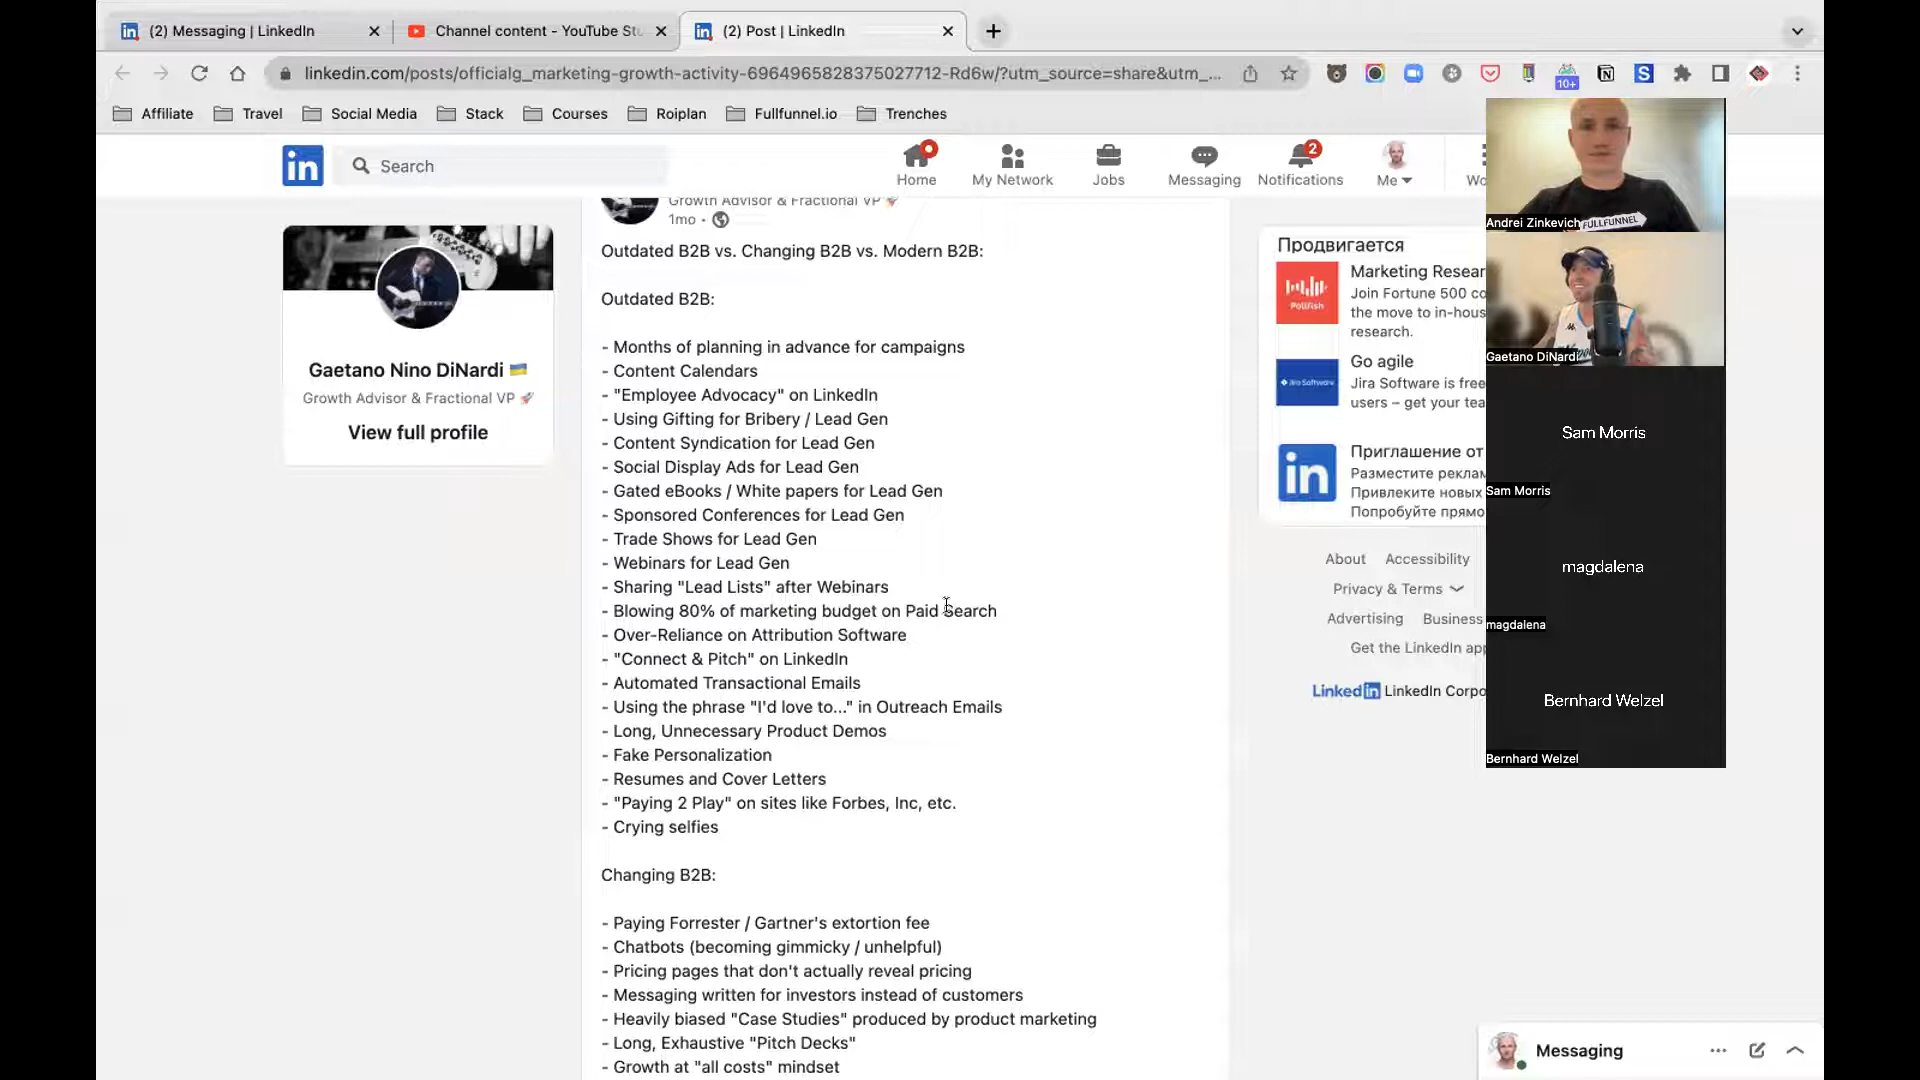 (2) Messaging | LinkedIn
Channel content - YouTube Stu
(2) Post | LinkedIn
linkedin.com/posts/officialg_marketing-growth-activity-6964965828375027712-Rd6w/?utm_source=share&utm_...
10+
Affiliate
Travel
Social Media
Stack
Courses
Roiplan
Fullfunnel.io
Trenches
in
Search
Home
My Network
Jobs
Messaging
2
Notifications
Me
Wo
Gaetano Nino DiNardi
Growth Advisor & Fractional VP
View full profile
Growth Advisor & Fractional VP
1mo •
Outdated B2B vs. Changing B2B vs. Modern B2B:
Outdated B2B:
- Months of planning in advance for campaigns
- Content Calendars
- "Employee Advocacy" on LinkedIn
- Using Gifting for Bribery / Lead Gen
- Content Syndication for Lead Gen
- Social Display Ads for Lead Gen
- Gated eBooks / White papers for Lead Gen
- Sponsored Conferences for Lead Gen
- Trade Shows for Lead Gen
- Webinars for Lead Gen
- Sharing "Lead Lists" after Webinars
- Blowing 80% of marketing budget on Paid Search
- Over-Reliance on Attribution Software
- "Connect & Pitch" on LinkedIn
- Automated Transactional Emails
- Using the phrase "I'd love to..." in Outreach Emails
- Long, Unnecessary Product Demos
- Fake Personalization
- Resumes and Cover Letters
- "Paying 2 Play" on sites like Forbes, Inc, etc.
- Crying selfies
Changing B2B:
- Paying Forrester / Gartner's extortion fee
- Chatbots (becoming gimmicky / unhelpful)
- Pricing pages that don't actually reveal pricing
- Messaging written for investors instead of customers
- Heavily biased "Case Studies" produced by product marketing
- Long, Exhaustive "Pitch Decks"
- Growth at "all costs" mindset
Продвигается
Pollfish
Marketing Resear
Join Fortune 500 co
the move to in-hous
research.
Jira Software
Go agile
Jira Software is free
users – get your tea
in
Приглашение от
Разместите реклам
Привлеките новых
Попробуйте прямо
About
Accessibility
Privacy & Terms
Advertising
Business
Get the LinkedIn app
Linkedin LinkedIn Corpo
FULLFUNNEL
Andrei Zinkevich
Gaetano DiNardi
Sam Morris
Sam Morris
magdalena
magdalena
Bernhard Welzel
Bernhard Welzel
Messaging